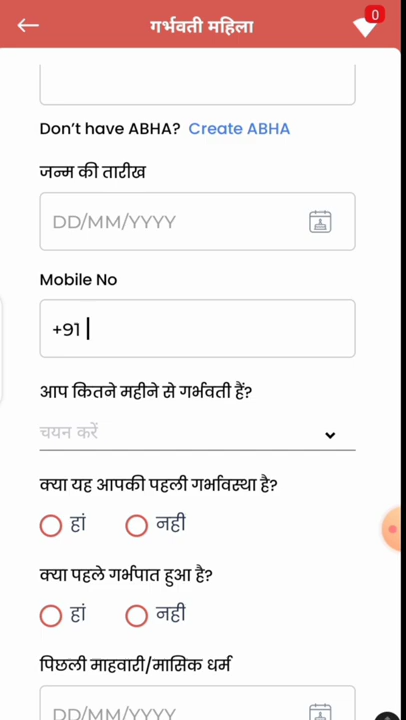 गर्भवती महिला
0
Don't have ABHA? Create ABHA
जन्म की तारीख
DD/MM/YYYY
Mobile No
+91
आप कितने महीने से गर्भवती हैं?
चयन करें
क्या यह आपकी पहली गर्भावस्था है?
हां नही
क्या पहले गर्भपात हुआ है?
हां नही
पिछली माहवारी/मासिक धर्म
DD/MM/YYYY